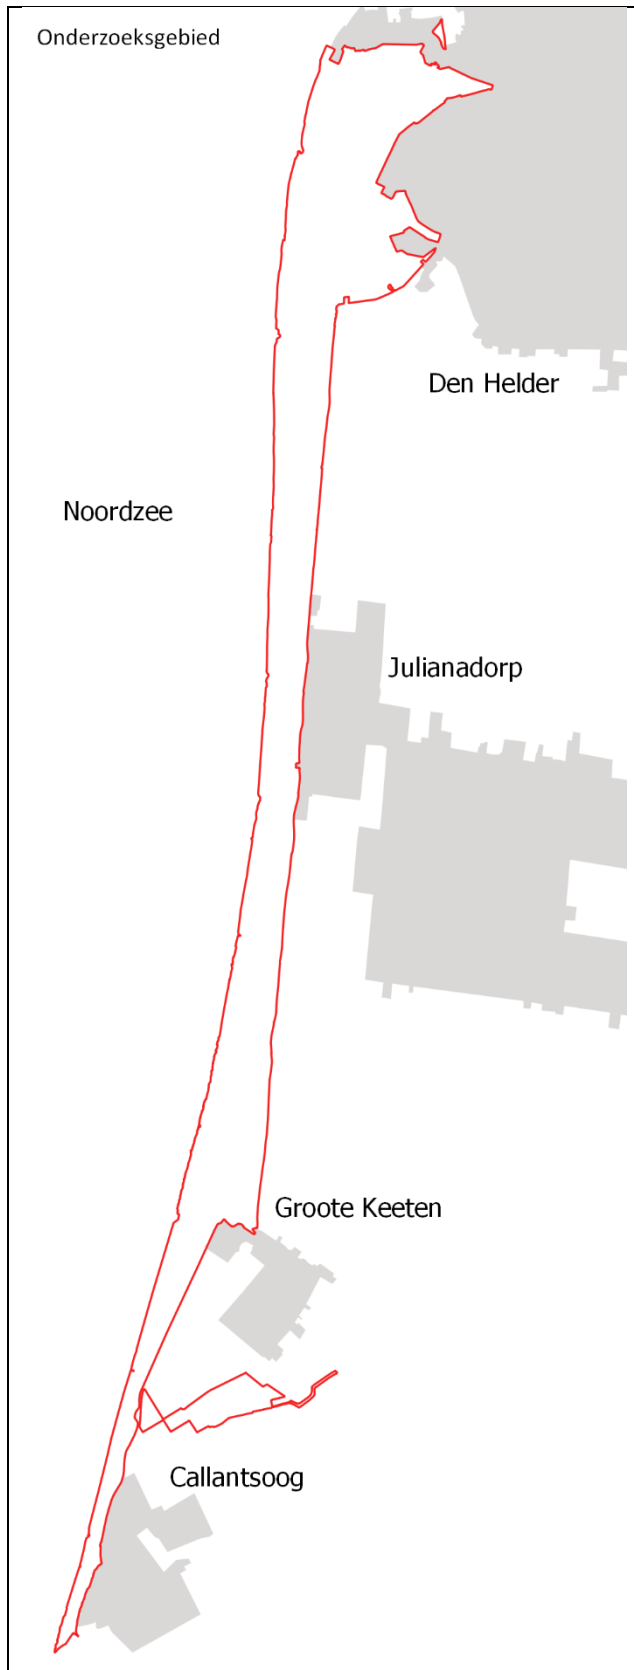 Onderzoeksgebied
Den Helder
Noordzee
Julianadorp
Groote Keeten
Callantsoog